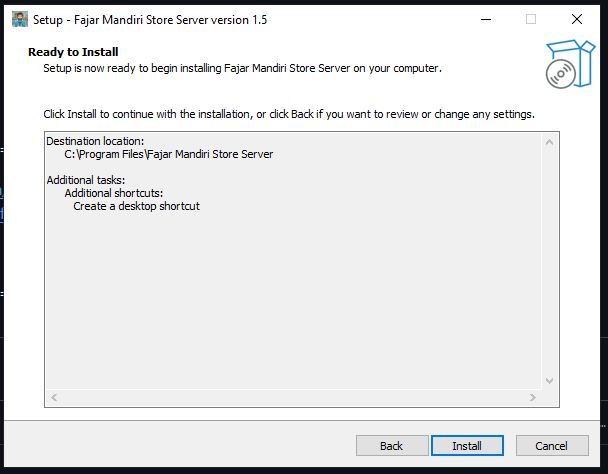 Setup - Fajar Mandiri Store Server version 1.5
Ready to Install
Setup is now ready to begin installing Fajar Mandiri Store Server on your computer.
Click Install to continue with the installation, or click Back if you want to review or change any settings.
Destination location:
C:\Program Files\Fajar Mandiri Store Server
Additional tasks:
Additional shortcuts:
Create a desktop shortcut
Back
Install
Cancel